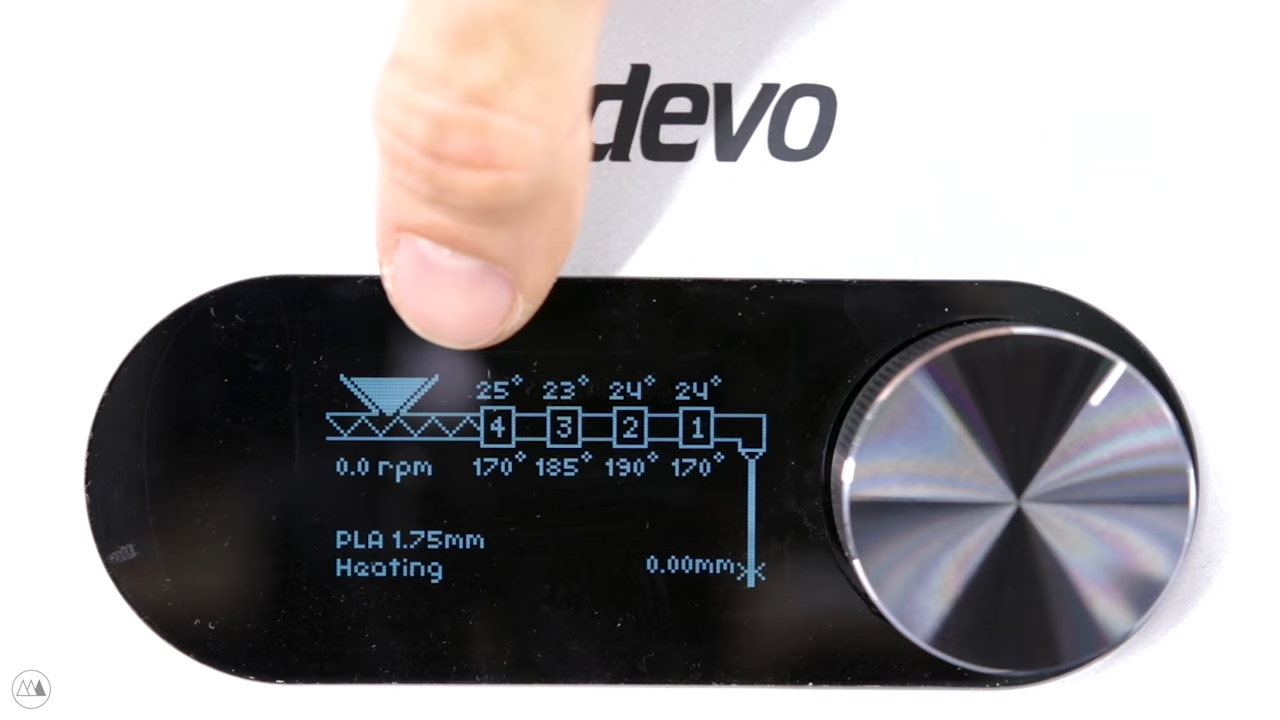 devo
25° 23° 24° 24°
4 3 2 1
0.0 rpm 170° 185° 190° 170°
PLA 1.75mm
Heating 0.00mm